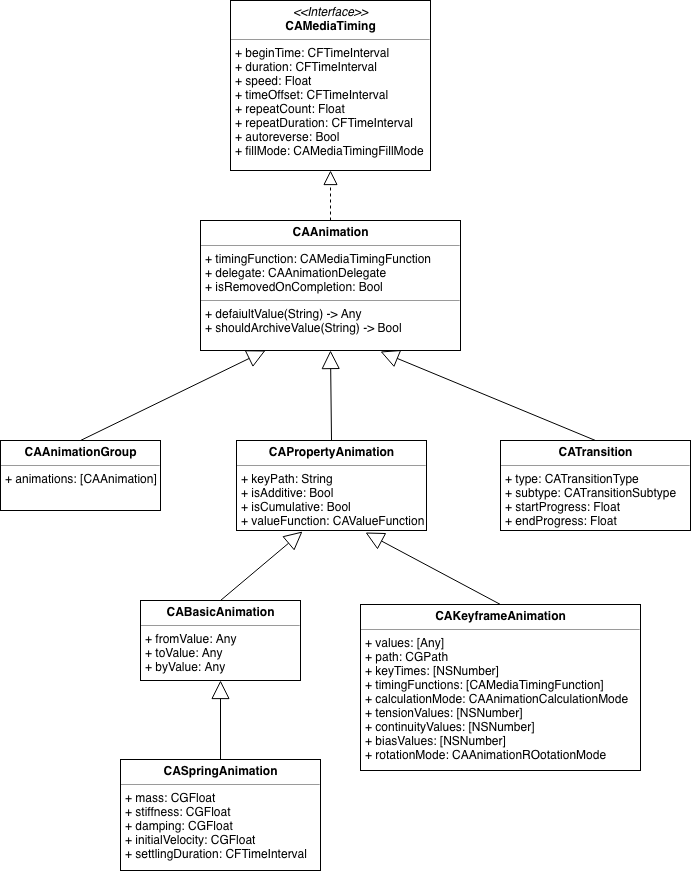 <<Interface>>
CAMediaTiming
+ beginTime: CFTimeInterval
+ duration: CFTimeInterval
+ speed: Float
+ timeOffset: CFTimeInterval
+ repeatCount: Float
+ repeatDuration: CFTimeInterval
+ autoreverse: Bool
+ fillMode: CAMediaTimingFillMode
CAAnimation
+ timingFunction: CAMediaTimingFunction
+ delegate: CAAnimationDelegate
+ isRemovedOnCompletion: Bool
+ defaiultValue(String) -> Any
+ shouldArchiveValue(String) -> Bool
CAAnimationGroup
+ animations: [CAAnimation]
CAPropertyAnimation
+ keyPath: String
+ isAdditive: Bool
+ isCumulative: Bool
+ valueFunction: CAValueFunction
CATransition
+ type: CATransitionType
+ subtype: CATransitionSubtype
+ startProgress: Float
+ endProgress: Float
CABasicAnimation
+ fromValue: Any
+ toValue: Any
+ byValue: Any
CAKeyframeAnimation
+ values: [Any]
+ path: CGPath
+ keyTimes: [NSNumber]
+ timingFunctions: [CAMediaTimingFunction]
+ calculationMode: CAAnimationCalculationMode
+ tensionValues: [NSNumber]
+ continuityValues: [NSNumber]
+ biasValues: [NSNumber]
+ rotationMode: CAAnimationROotationMode
CASpringAnimation
+ mass: CGFloat
+ stiffness: CGFloat
+ damping: CGFloat
+ initialVelocity: CGFloat
+ settlingDuration: CFTimeInterval